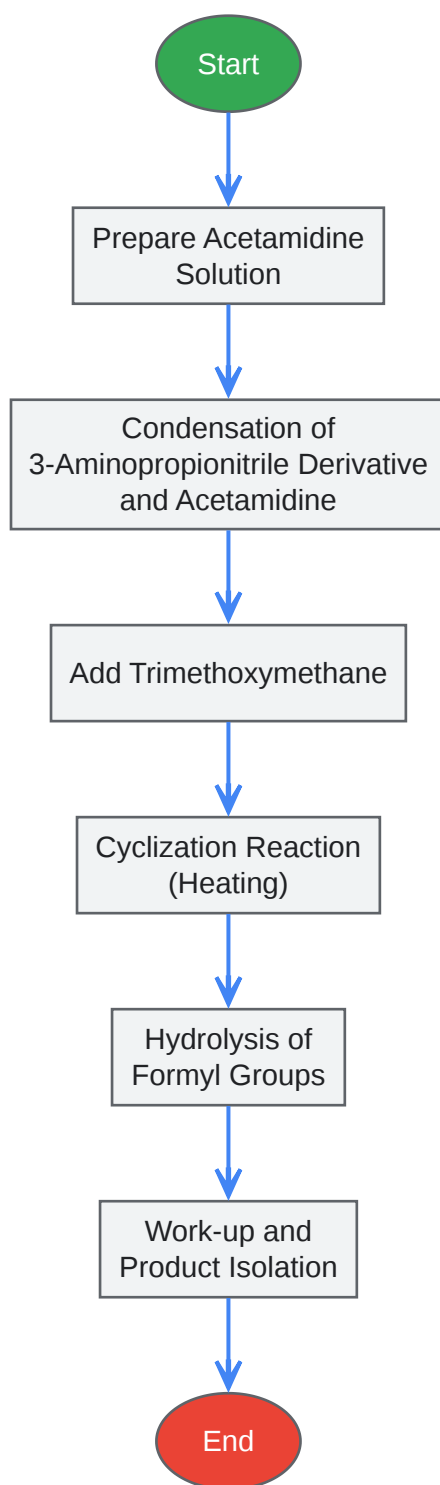 Start
Prepare Acetamidine
Solution
Condensation of
3-Aminopropionitrile Derivative
and Acetamidine
Add Trimethoxymethane
Cyclization Reaction
(Heating)
Hydrolysis of
Formyl Groups
Work-up and
Product Isolation
End